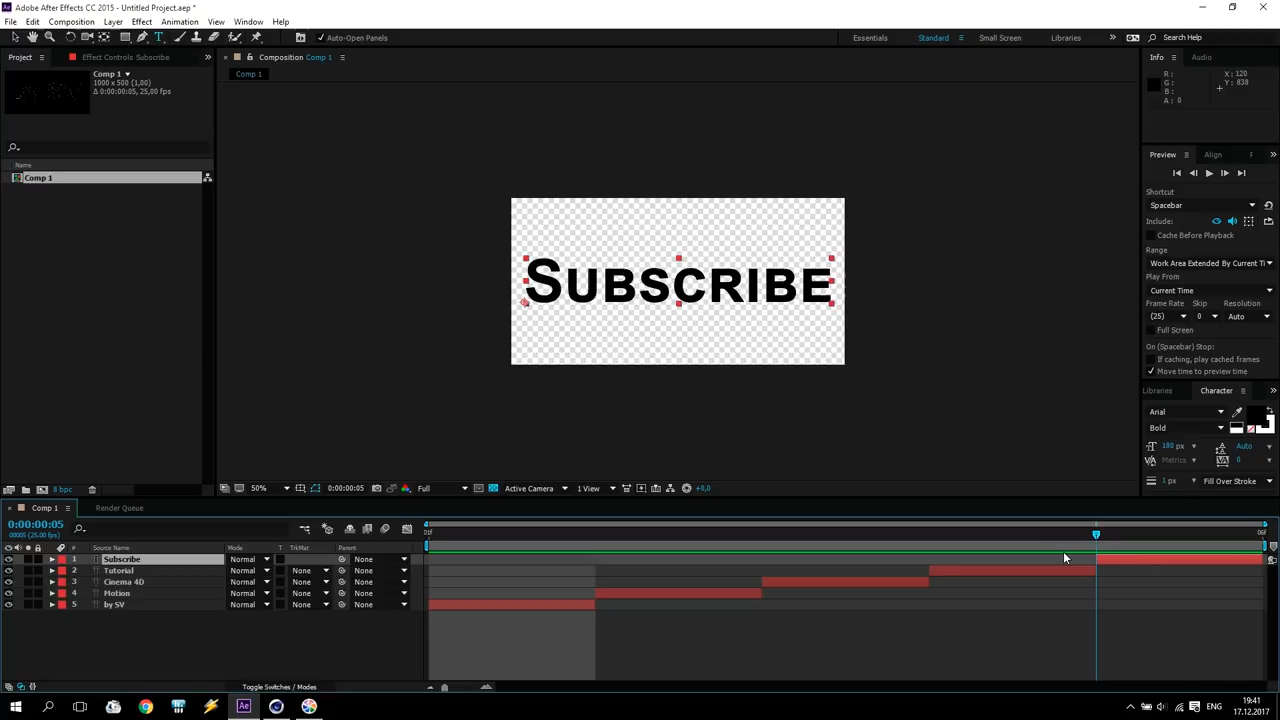 Adobe After Effects CC 2015 - Untitled Project.aep *
File Edit Composition Layer Effect Animation View Window Help
Auto-Open Panels
Essentials Standard Small Screen Libraries Search Help
Project Effect Controls Subscribe
Composition Comp 1
Comp 1
Comp 1
1000 x 500 (1,00)
Δ 0:00:00:05, 25,00 fps
Name
Comp 1
8 bpc
SUBSCRIBE
50% 0:00:00:05 Full Active Camera 1 View +0,0
Info Audio
R:
G:
B:
A: 0
X: 120
Y: 838
Preview Align
Shortcut
Spacebar
Include:
Cache Before Playback
Range
Work Area Extended By Current Ti
Play From
Current Time
Frame Rate Skip Resolution
(25) 0 Auto
Full Screen
On (Spacebar) Stop:
If caching, play cached frames
Move time to preview time
Libraries Character
Arial
Bold
180 px Auto
Metrics 0
1 px Fill Over Stroke
Comp 1 Render Queue
0:00:00:05
00005 (25.00 fps)
01f 06f
# Source Name Mode T TrkMat Parent
1 Subscribe Normal None
2 Tutorial Normal None None
3 Cinema 4D Normal None None
4 Motion Normal None None
5 by SV Normal None None
Toggle Switches / Modes
Ae
ENG
19:41
17.12.2017